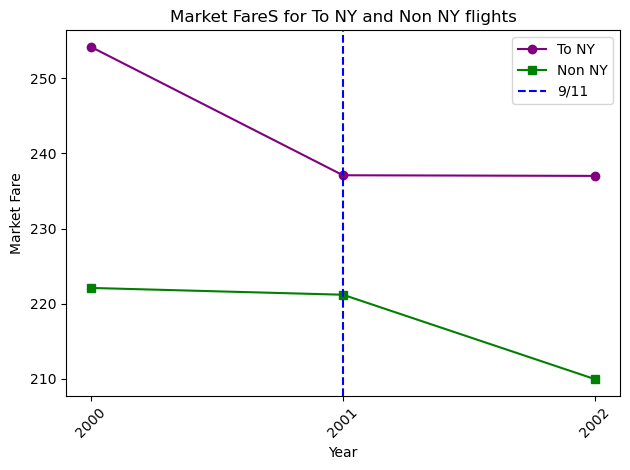 Market FareS for To NY and Non NY flights
To NY
Non NY
9/11
Market Fare
250
240
230
220
210
2000
2001
2002
Year